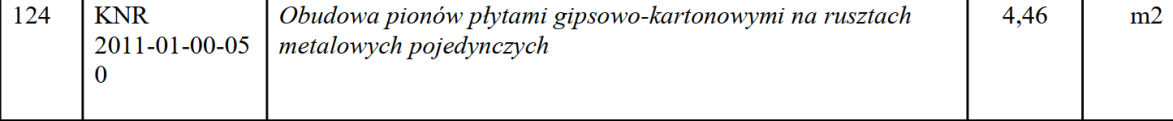 124 KNR Obudowa pionów płytami gipsowo-kartonowymi na rusztach 4,46 m2
2011-01-00-05 metalowych pojedynczych
0